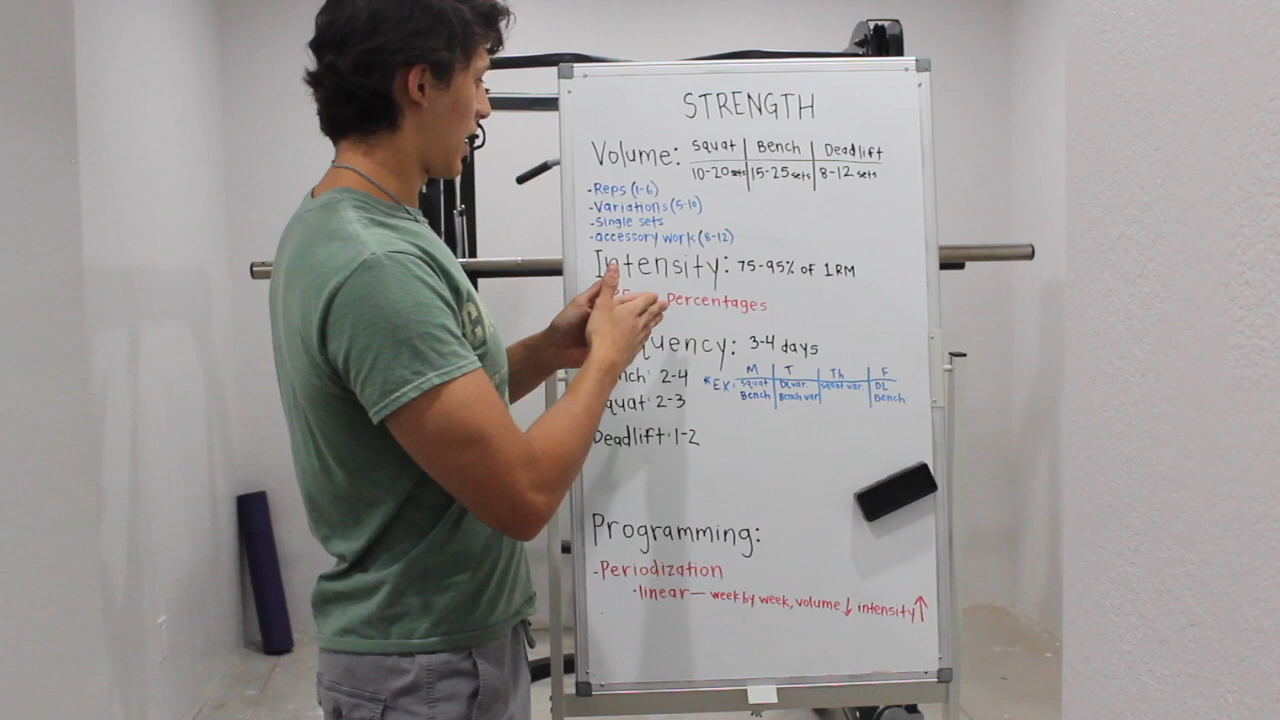 STRENGTH
Volume: Squat Bench Deadlift
10-20 sets 15-25 sets 8-12 sets
-Reps (1-6)
-Variations (5-10)
-single sets
-accessory work (8-12)
Intensity: 75-95% of 1RM
percentages
quency: 3-4 days
nch: 2-4
quat: 2-3
Deadlift: 1-2
EX: M T Th F
squat DL var. squat var. DL
Bench Bench var Bench
Programming:
-Periodization
·linear— week by week, volume ↓ intensity ↑